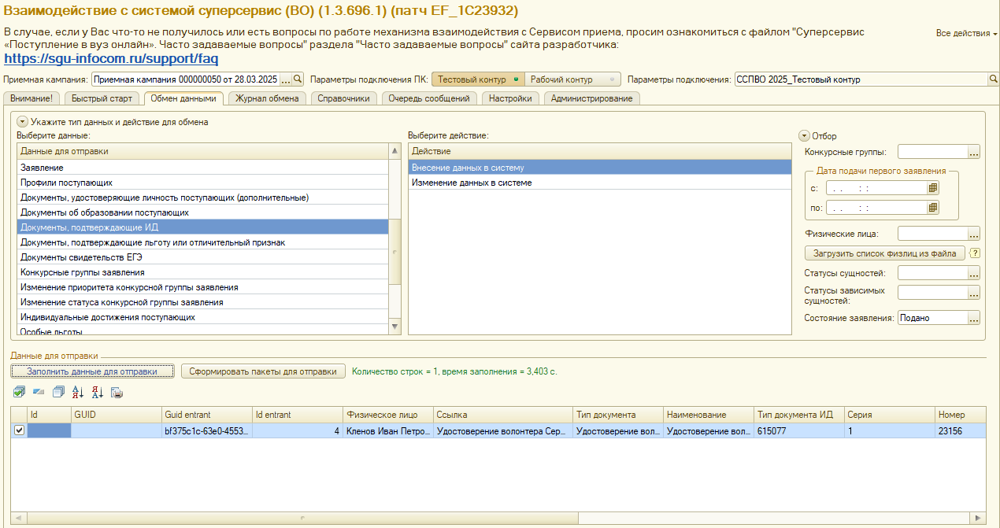 Взаимодействие с системой суперсервис (ВО) (1.3.696.1) (патч EF_1C23932)
В случае, если у Вас что-то не получилось или есть вопросы по работе механизма взаимодействия с Сервисом приема, просим ознакомиться с файлом "Суперсервис
«Поступление в вуз онлайн». Часто задаваемые вопросы" раздела "Часто задаваемые вопросы" сайта разработчика:
https://sgu-infocom.ru/support/faq
Все действия
Приемная кампания: Приемная кампания 000000050 от 28.03.2025 ... Параметры подключения ПК: Тестовый контур Рабочий контур Параметры подключения: ССПВО 2025_Тестовый контур
Внимание! Быстрый старт Обмен данными Журнал обмена Справочники Очередь сообщений Настройки Администрирование
Укажите тип данных и действие для обмена
Выберите данные:
Данные для отправки
Заявление
Профили поступающих
Документы, удостоверяющие личность поступающих (дополнительные)
Документы об образовании поступающих
Документы, подтверждающие ИД
Документы, подтверждающие льготу или отличительный признак
Документы свидетельств ЕГЭ
Конкурсные группы заявления
Изменение приоритета конкурсной группы заявления
Изменение статуса конкурсной группы заявления
Индивидуальные достижения поступающих
Особые льготы
Выберите действие:
Действие
Внесение данных в систему
Изменение данных в системе
Отбор
Конкурсные группы: ...
Дата подачи первого заявления
с: . . : :
по: . . : :
Физические лица: ...
Загрузить список физлиц из файла ?
Статусы сущностей: ...
Статусы зависимых
сущностей: ...
Состояние заявления: Подано ...
Данные для отправки
Заполнить данные для отправки Сформировать пакеты для отправки Количество строк = 1, время заполнения = 3,403 с.
Id GUID Guid entrant Id entrant Физическое лицо Ссылка Тип документа Наименование Тип документа ИД Серия Номер
bf375c1c-63e0-4553... 4 Кленов Иван Петро... Удостоверение волонтера Сер... Удостоверение вол... Удостоверение вол... 615077 1 23156